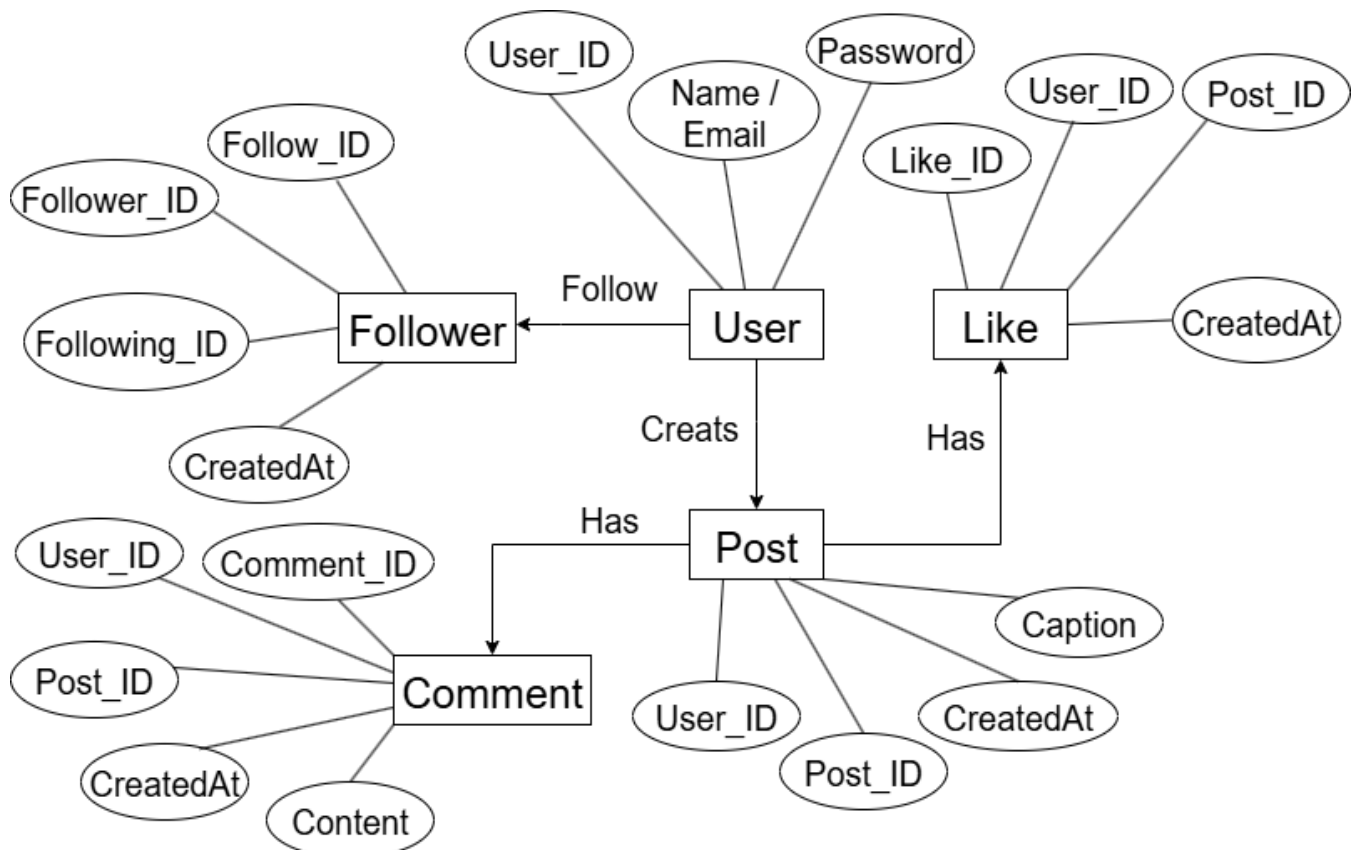 User_ID
Password
Name /
Email
User_ID
Post_ID
Follow_ID
Like_ID
Follower_ID
Follow
Follower
User
Like
CreatedAt
Following_ID
Creats
Has
CreatedAt
Has
User_ID
Comment_ID
Post
Caption
Post_ID
Comment
User_ID
CreatedAt
CreatedAt
Post_ID
Content